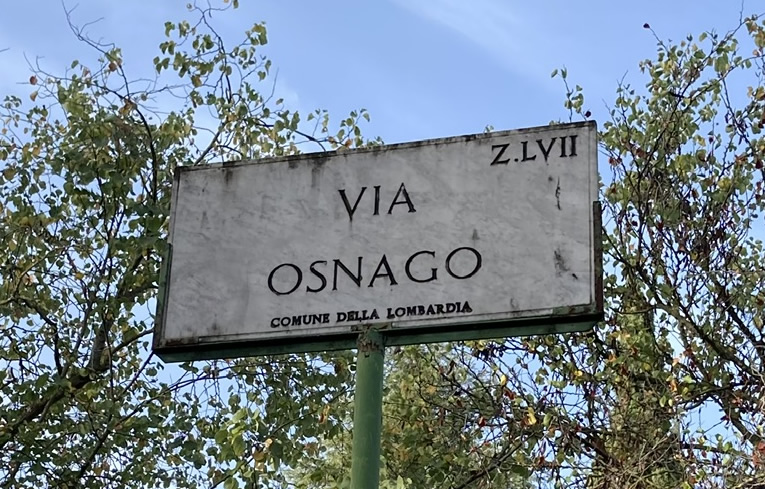 Z.LVII
VIA
OSNAGO
COMUNE DELLA LOMBARDIA